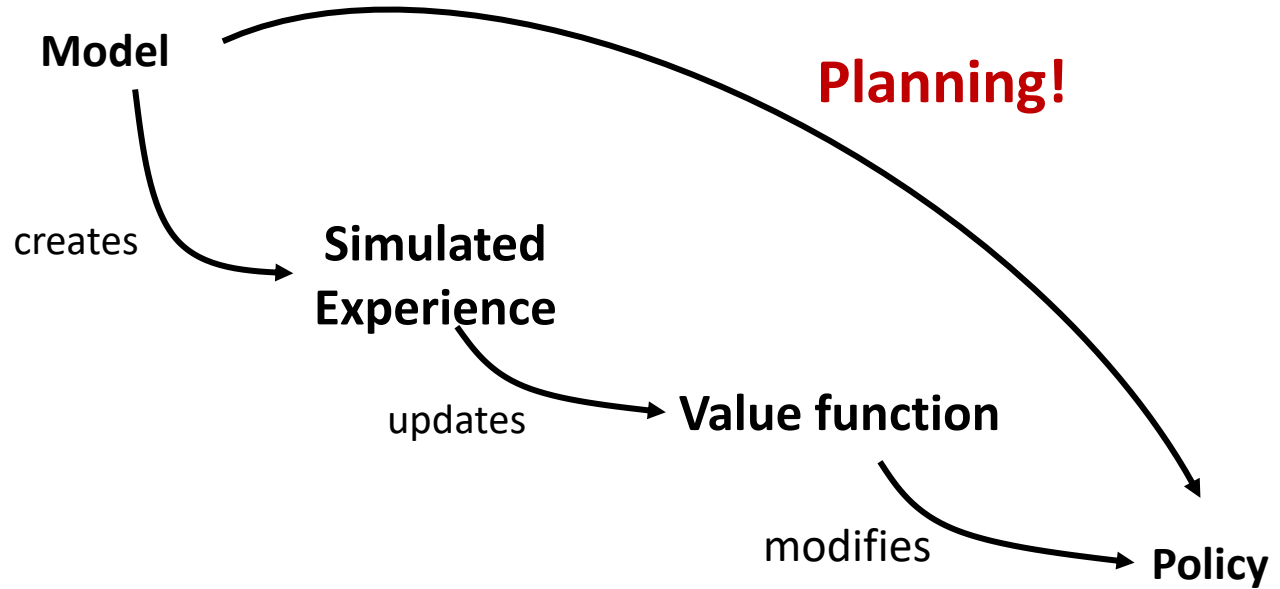 Model
Planning!
creates
Simulated
Experience
updates
Value function
modifies
Policy